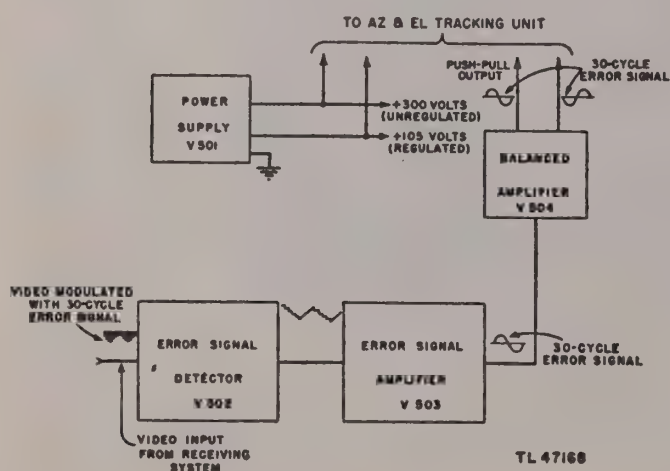 TO AZ & EL TRACKING UNIT
PUSH-PULL
OUTPUT
30-CYCLE
ERROR SIGNAL
POWER
SUPPLY
V 501
+300 VOLTS
(UNREGULATED)
+105 VOLTS
(REGULATED)
BALANCED
AMPLIFIER
V 504
VIDEO MODULATED
WITH 30-CYCLE
ERROR SIGNAL
ERROR SIGNAL
DETECTOR
V 502
ERROR SIGNAL
AMPLIFIER
V 503
30-CYCLE
ERROR SIGNAL
VIDEO INPUT
FROM RECEIVING
SYSTEM
TL 47168